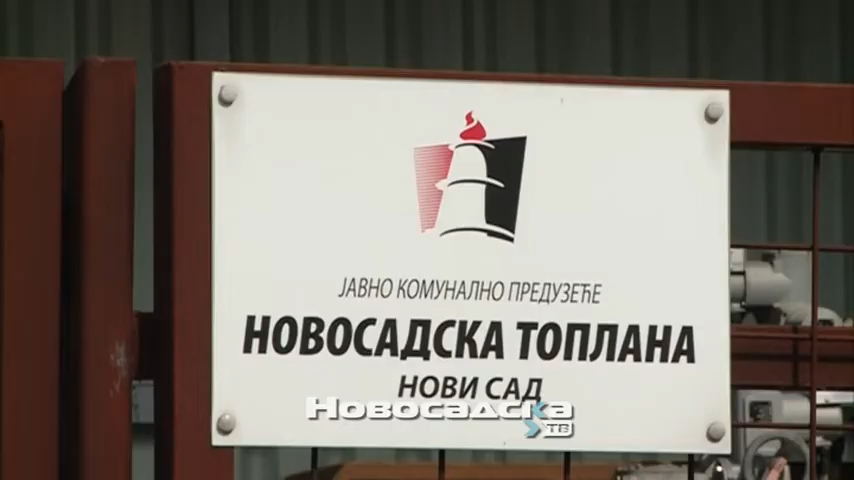 ЈАВНО КОМУНАЛНО ПРЕДУЗЕЋЕ
НОВОСАДСКА ТОПЛАНА
НОВИ САД
Новосадска
ТВ